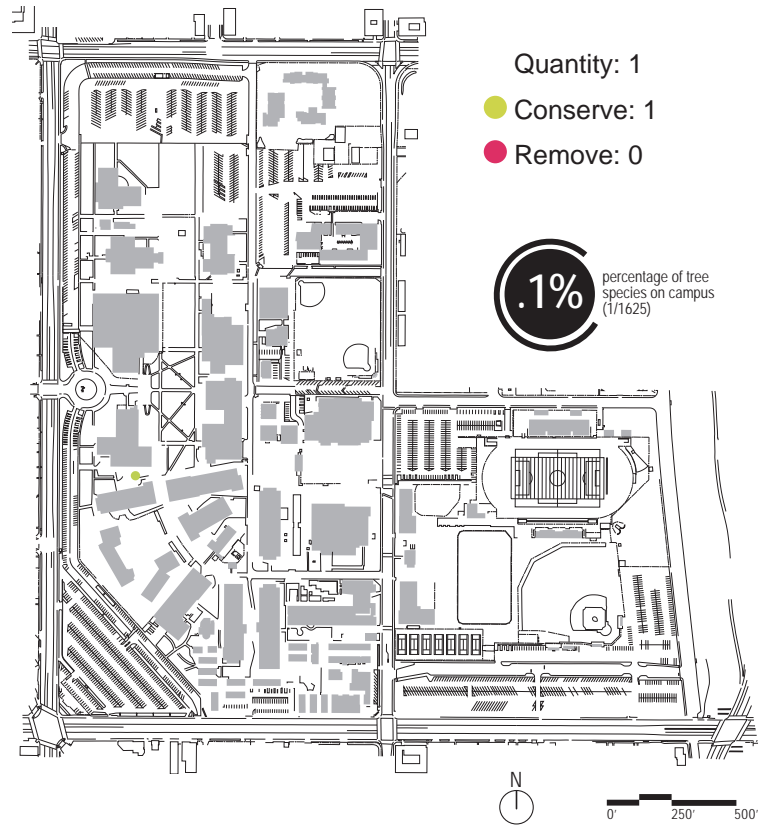 Quantity: 1
Conserve: 1
Remove: 0
.1%
percentage of tree
species on campus
(1/1625)
N
0' 250' 500'